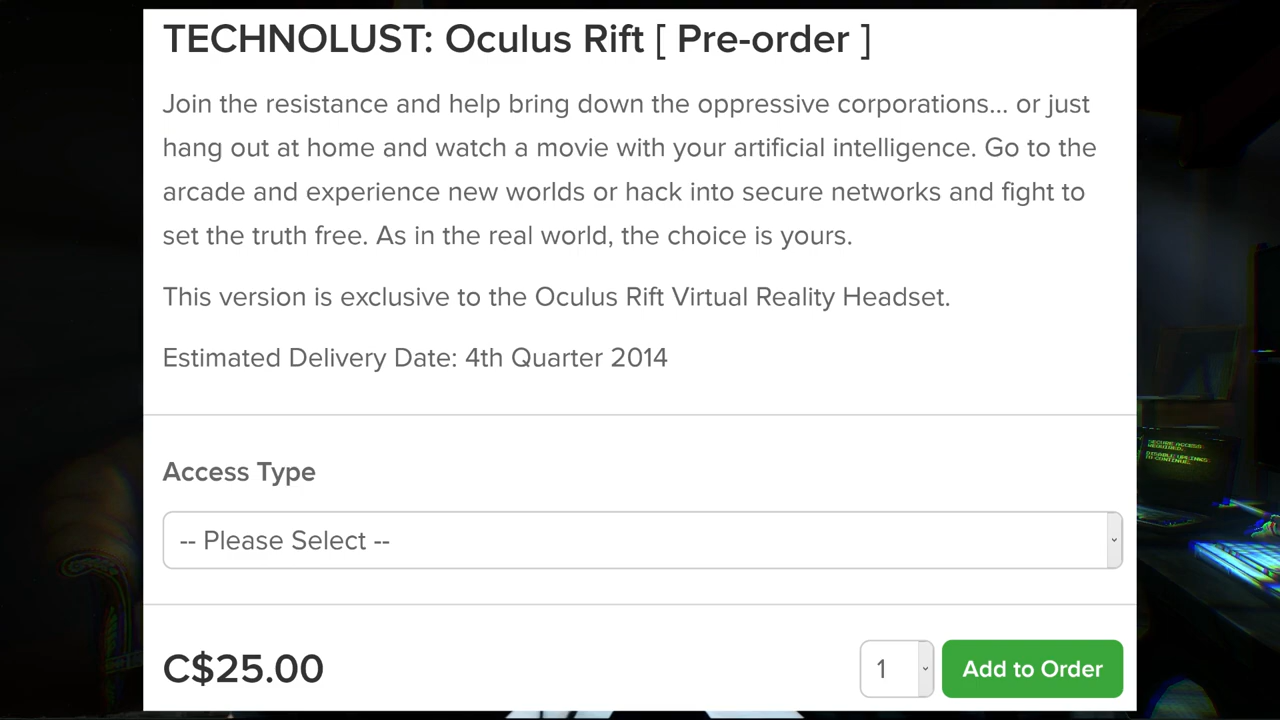 TECHNOLUST: Oculus Rift [ Pre-order ]
Join the resistance and help bring down the oppressive corporations... or just
hang out at home and watch a movie with your artificial intelligence. Go to the
arcade and experience new worlds or hack into secure networks and fight to
set the truth free. As in the real world, the choice is yours.
This version is exclusive to the Oculus Rift Virtual Reality Headset.
Estimated Delivery Date: 4th Quarter 2014
SECURE ACCESS
REQUIRED.
Access Type
-- Please Select --
C$25.00
1
Add to Order